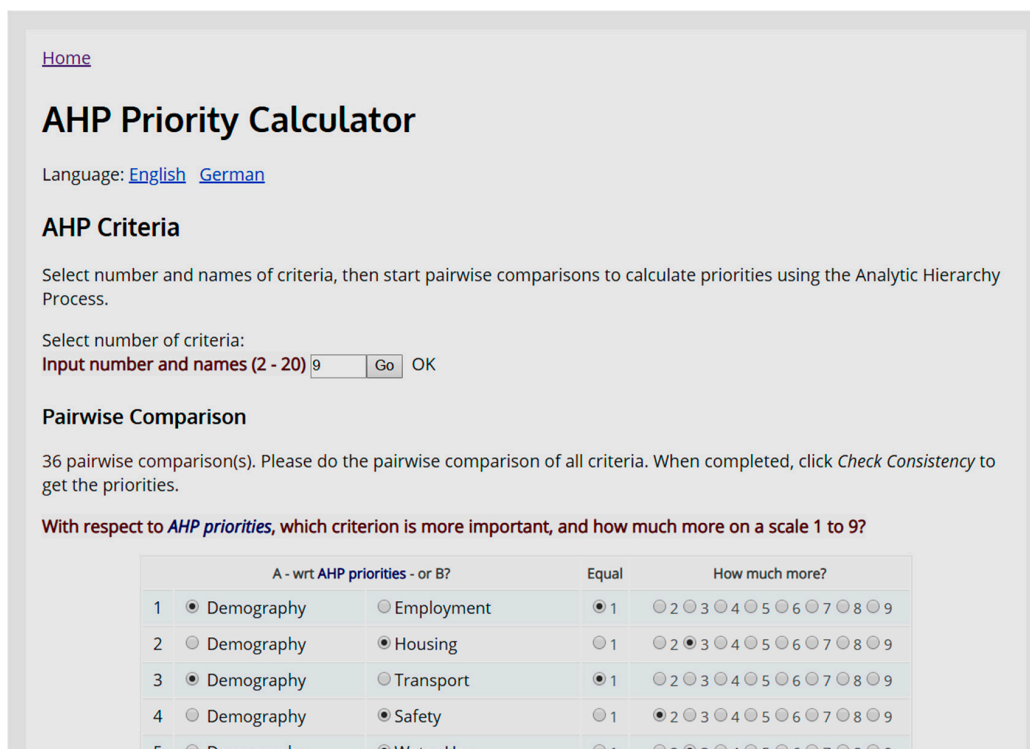 Home
AHP Priority Calculator
Language: English German
AHP Criteria
Select number and names of criteria, then start pairwise comparisons to calculate priorities using the Analytic Hierarchy
Process.
Select number of criteria:
Input number and names (2 - 20) 9 Go OK
Pairwise Comparison
36 pairwise comparison(s). Please do the pairwise comparison of all criteria. When completed, click Check Consistency to
get the priorities.
With respect to AHP priorities, which criterion is more important, and how much more on a scale 1 to 9?
A - wrt AHP priorities - or B? Equal How much more?
1 Demography Employment 1 2 3 4 5 6 7 8 9
2 Demography Housing 1 2 3 4 5 6 7 8 9
3 Demography Transport 1 2 3 4 5 6 7 8 9
4 Demography Safety 1 2 3 4 5 6 7 8 9